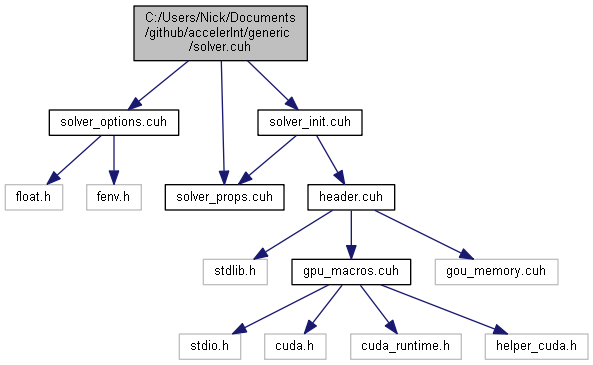 C:/Users/Nick/Documents
/github/accelerInt/generic
/solver.cuh
solver_options.cuh
solver_init.cuh
float.h
fenv.h
solver_props.cuh
header.cuh
stdlib.h
gpu_macros.cuh
gou_memory.cuh
stdio.h
cuda.h
cuda_runtime.h
helper_cuda.h